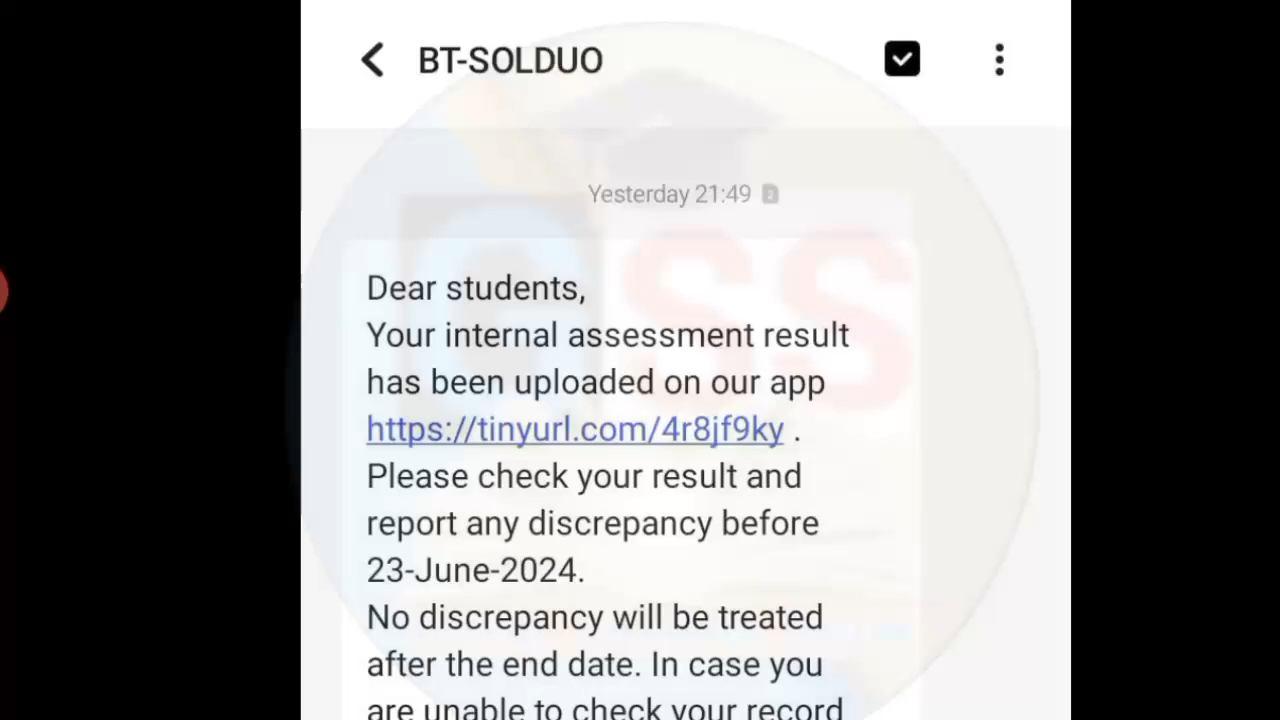 BT-SOLDUO
Yesterday 21:49 2
GSS
Dear students,
Your internal assessment result
has been uploaded on our app
https://tinyurl.com/4r8jf9ky .
Please check your result and
report any discrepancy before
23-June-2024.
No discrepancy will be treated
after the end date. In case you
are unable to check your record